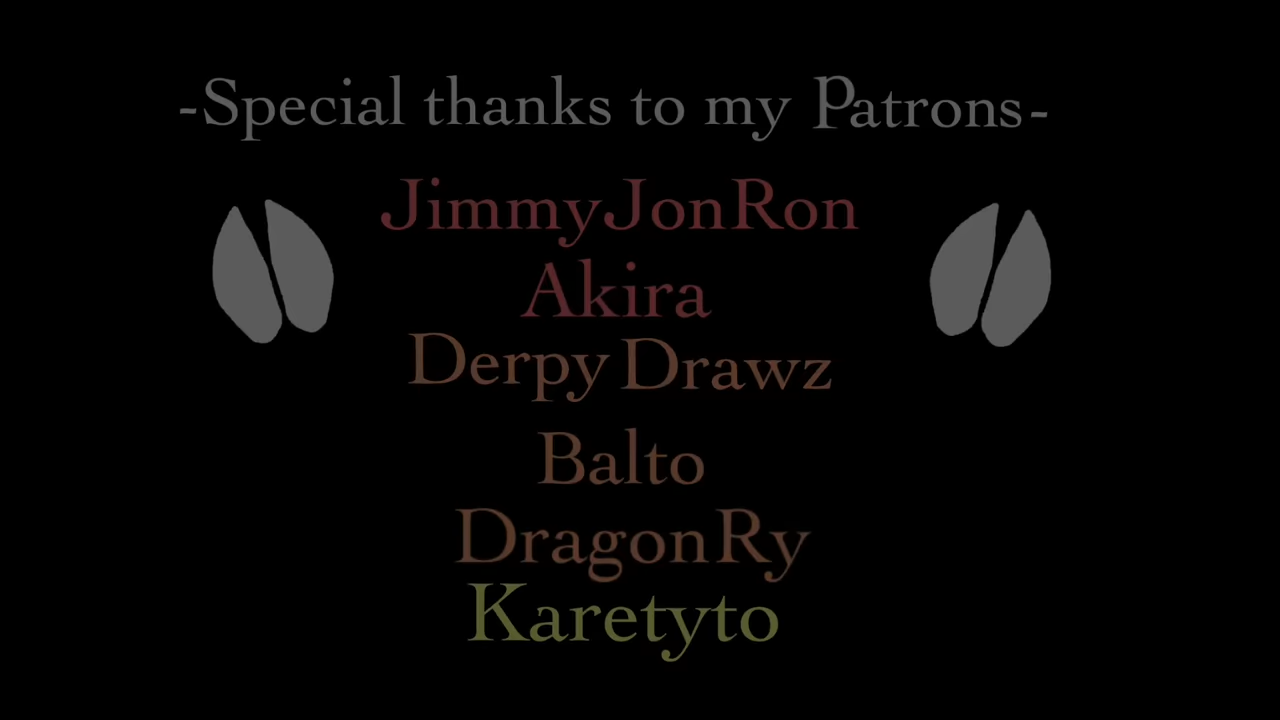 -Special thanks to my Patrons-
JimmyJonRon
Akira
Derpy Drawz
Balto
DragonRy
Karetyto